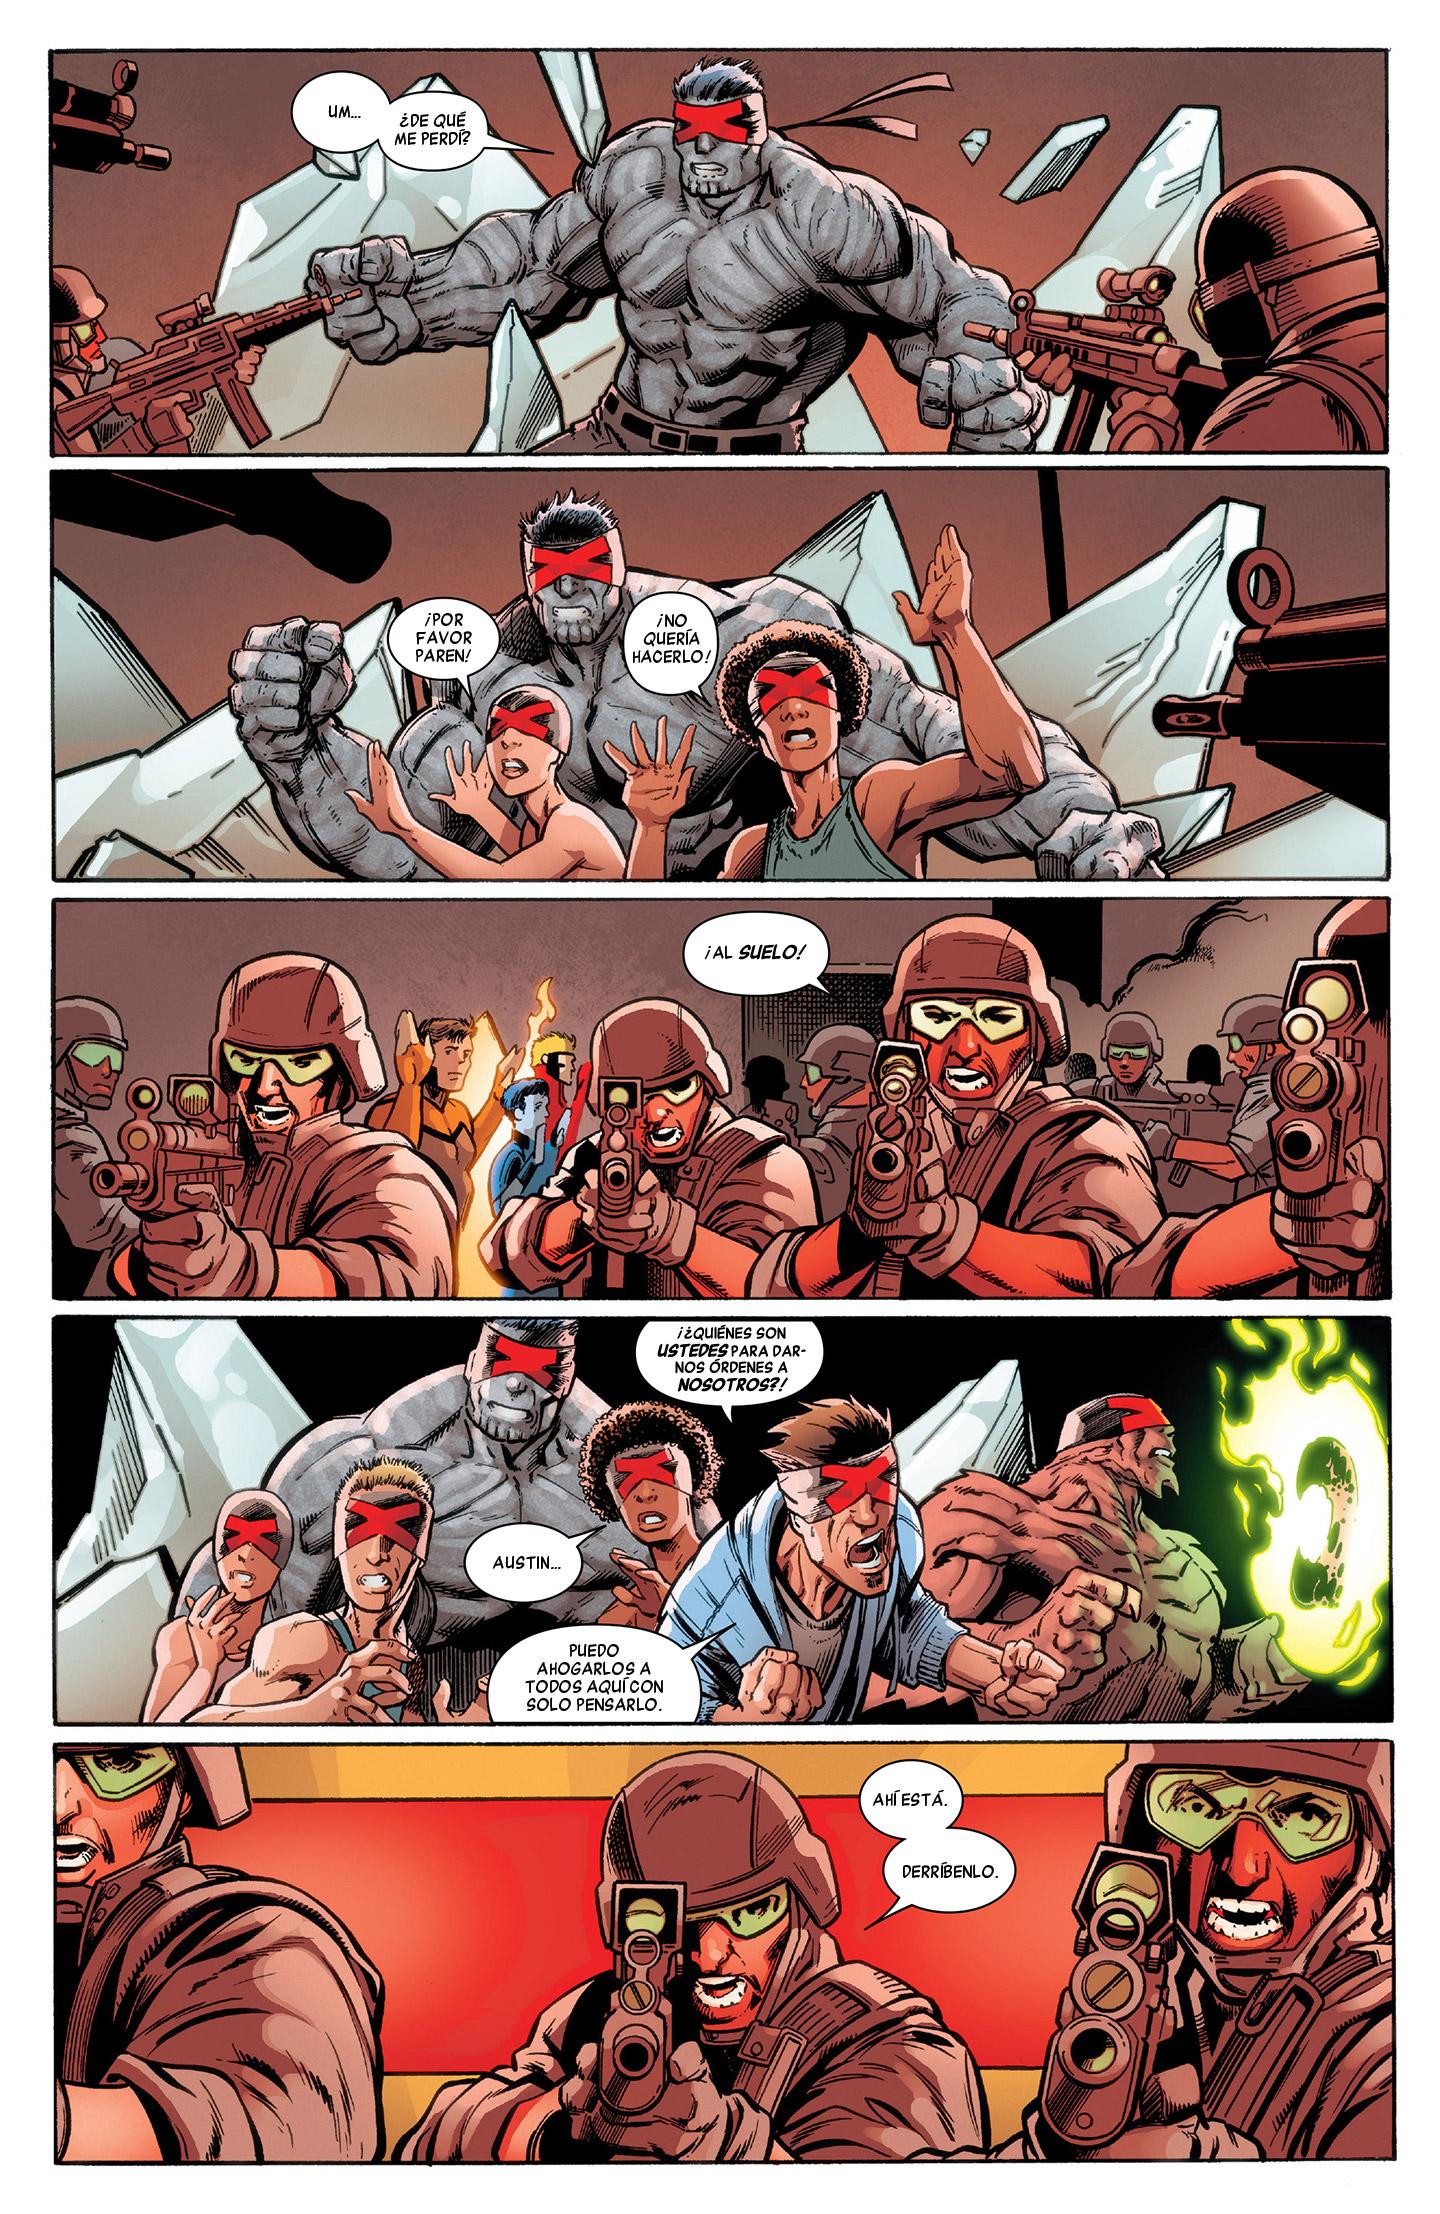 UM...
¿DE QUÉ
ME PERDÍ?
¡POR
FAVOR
PAREN!
¡NO
QUERÍA
HACERLO!
¡AL SUELO!
¡¿QUIÉNES SON
USTEDES PARA DAR-
NOS ÓRDENES A
NOSOTROS?!
AUSTIN...
PUEDO
AHOGARLOS A
TODOS AQUÍ CON
SOLO PENSARLO.
AHÍ ESTÁ.
DERRÍBENLO.